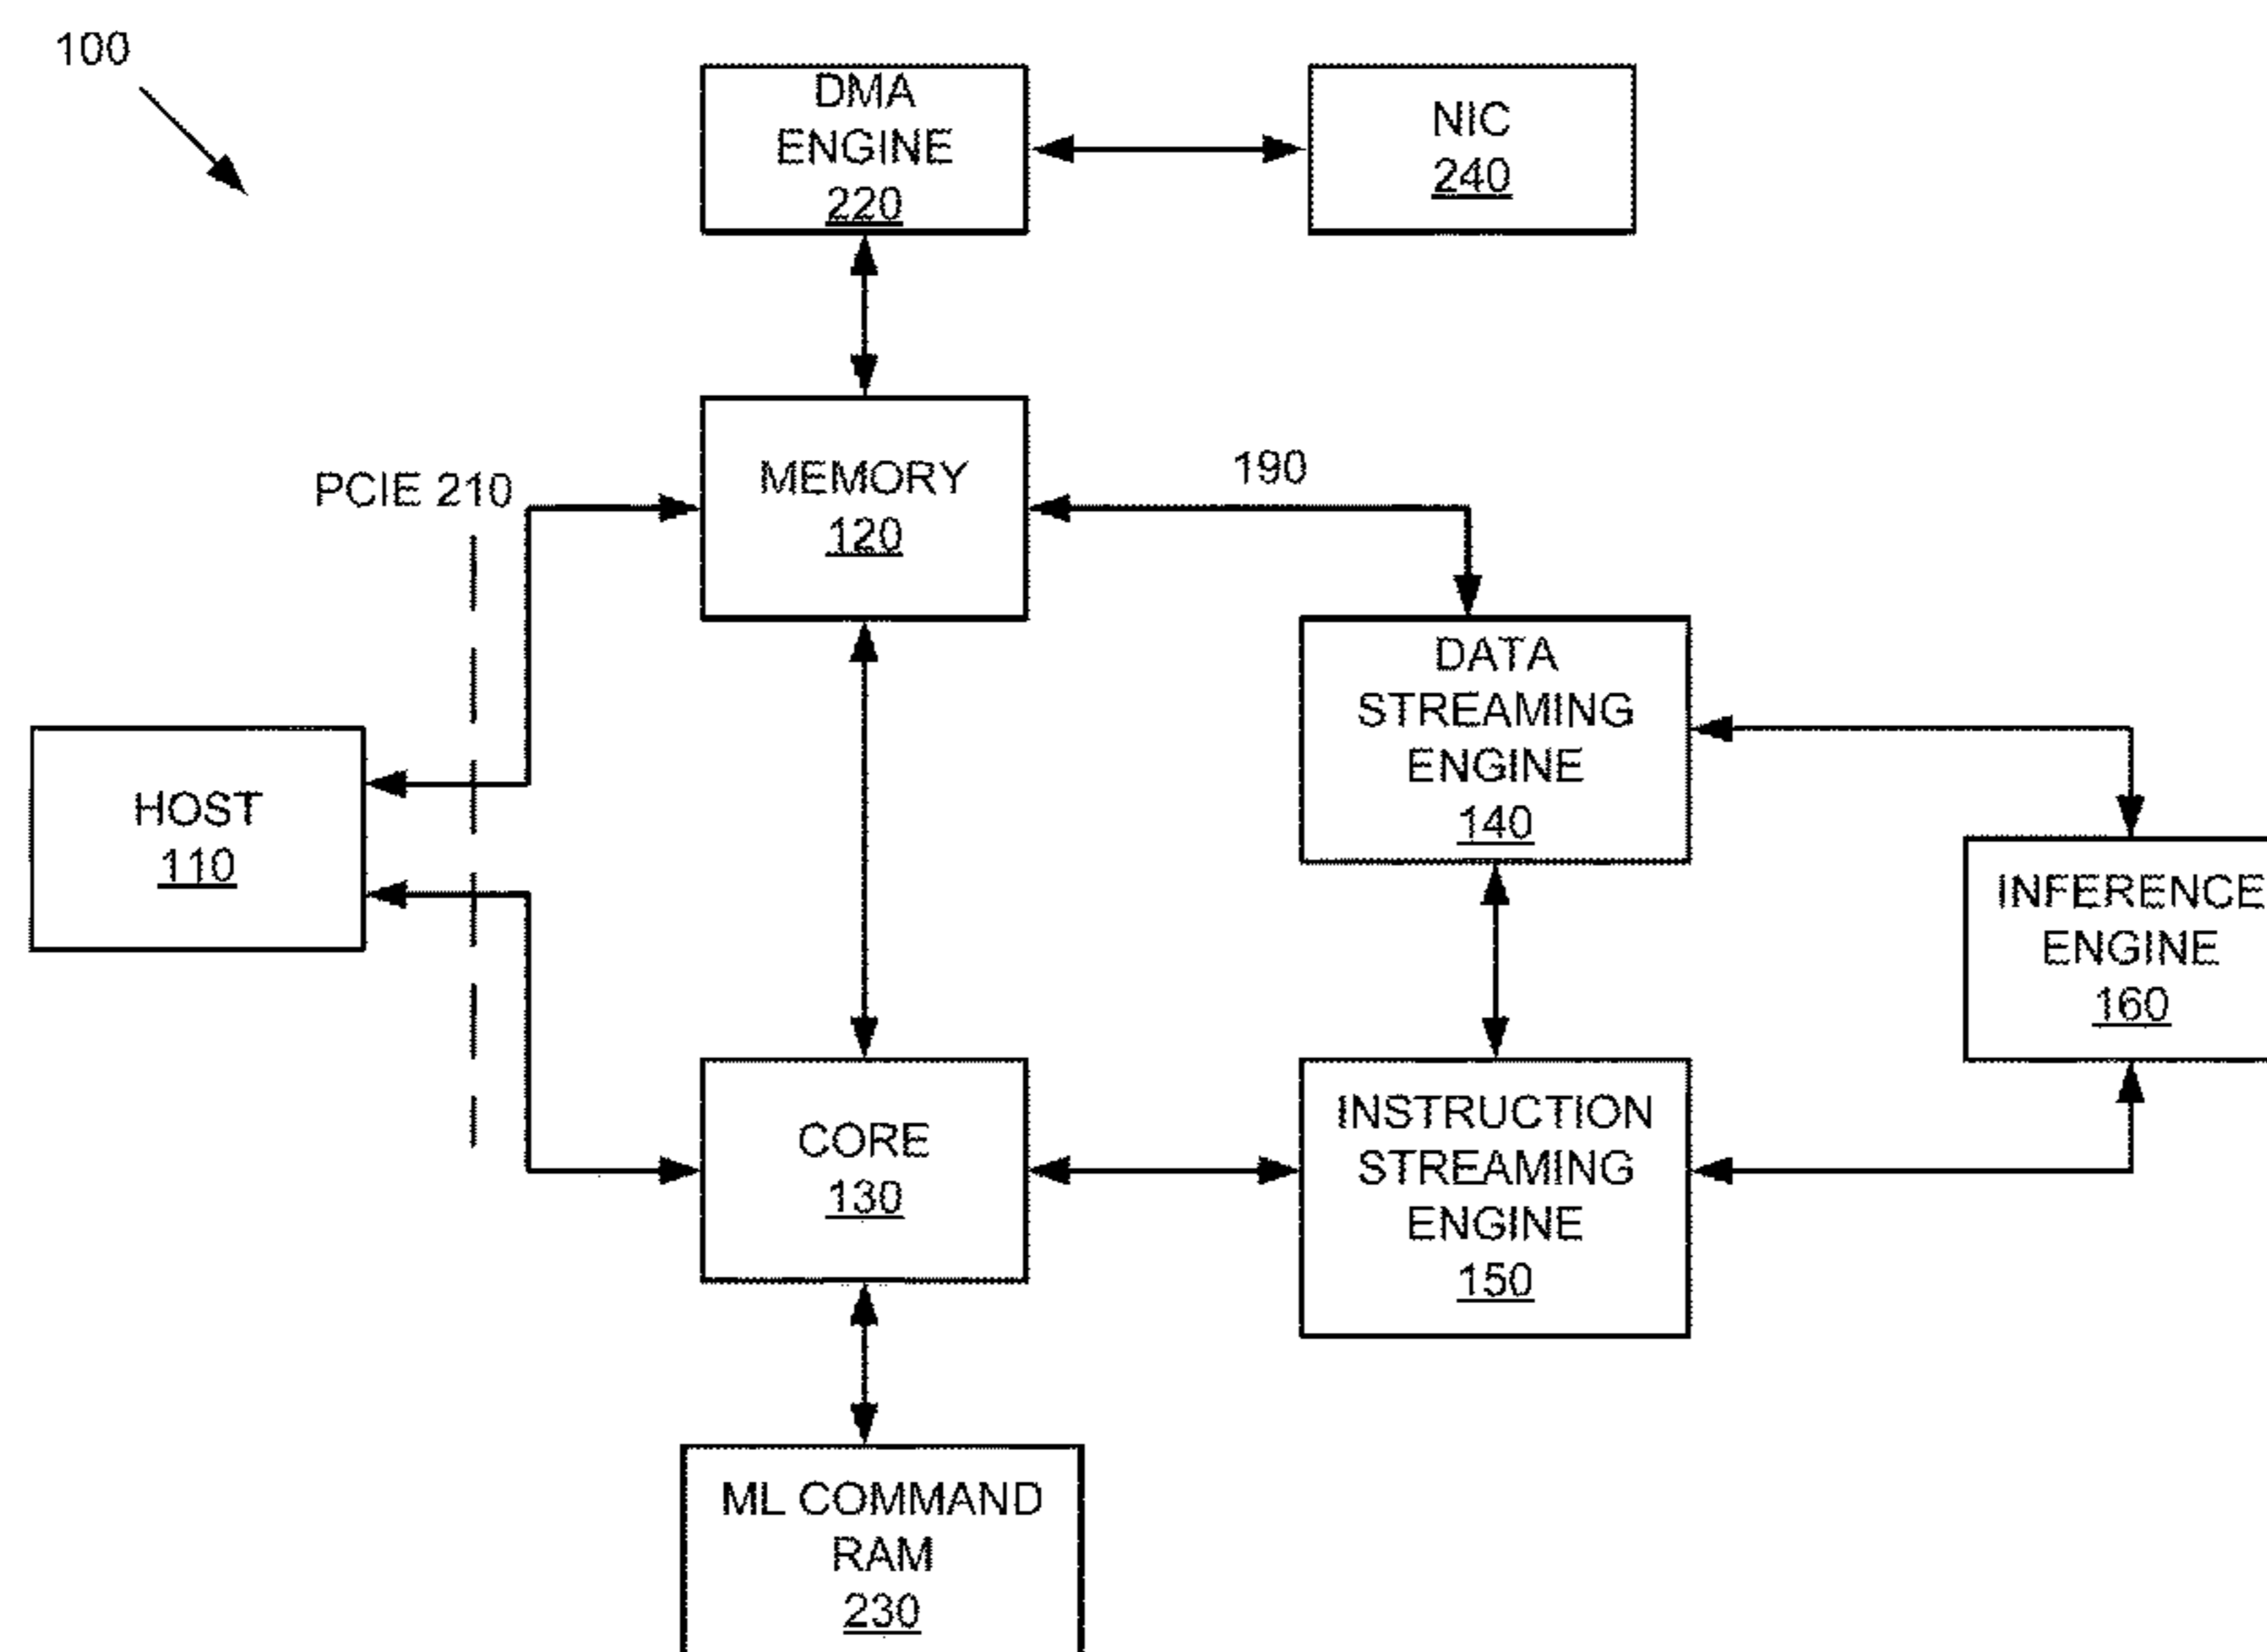 100
DMA
ENGINE
220
NIC
240
PCIE 210
MEMORY
120
190
DATA
STREAMING
ENGINE
140
HOST
110
INFERENCE
ENGINE
160
CORE
130
INSTRUCTION
STREAMING
ENGINE
150
ML COMMAND
RAM
230